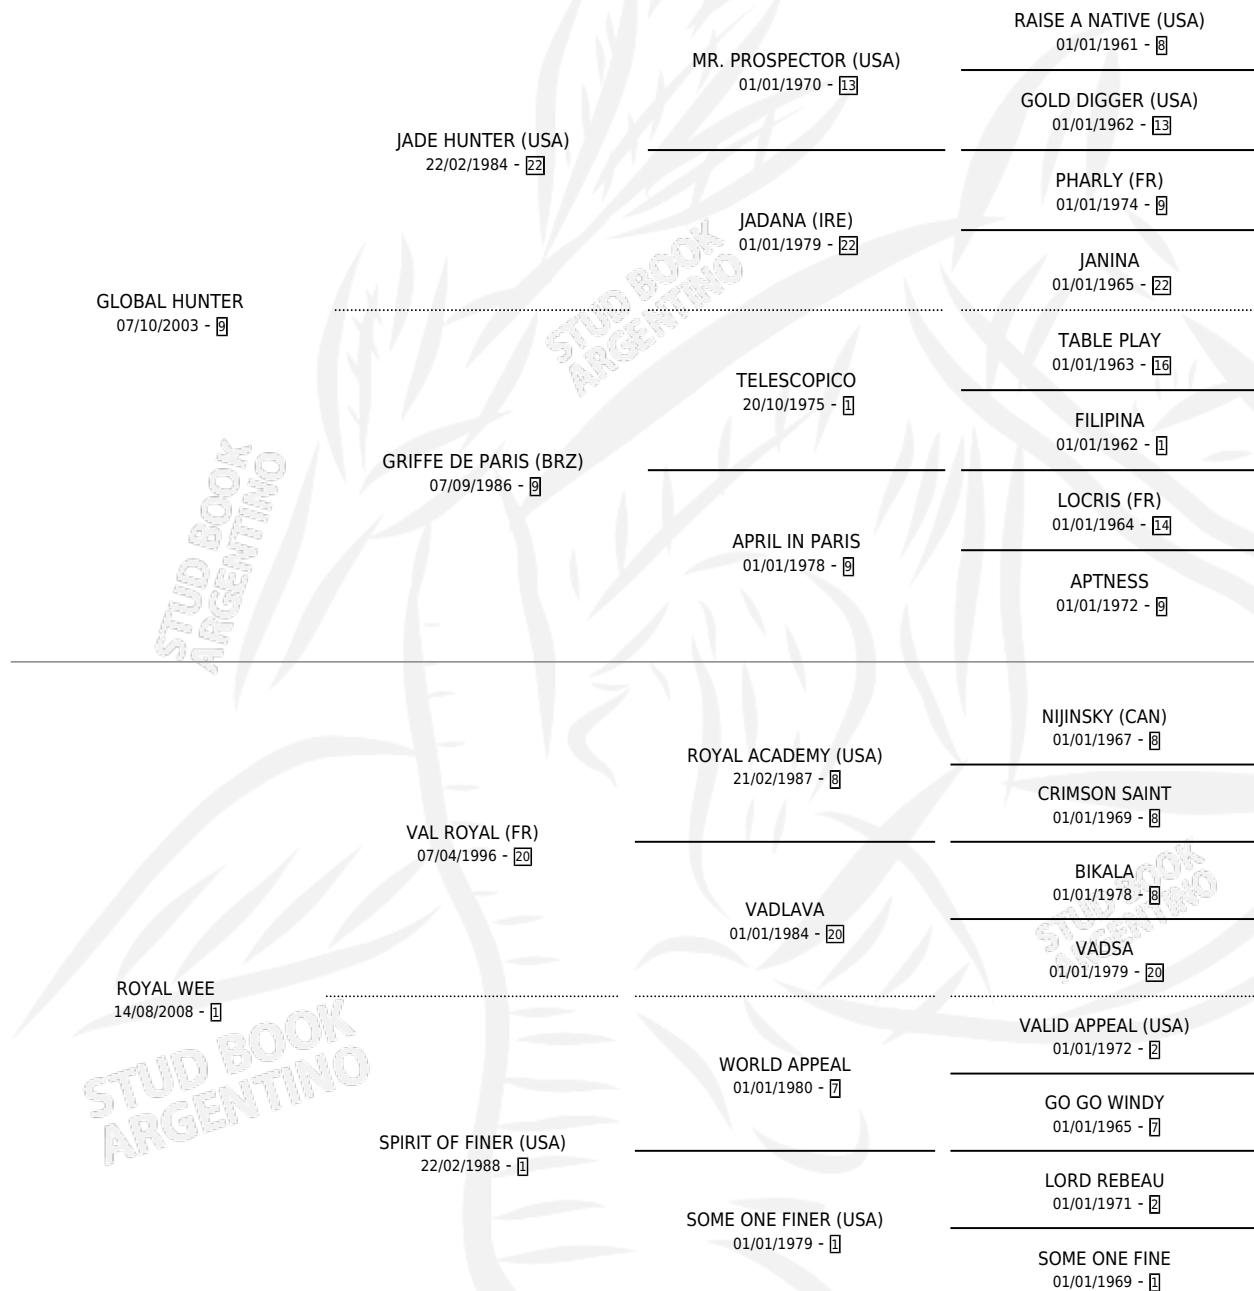 RAISE A NATIVE (USA)
01/01/1961 - 8
MR. PROSPECTOR (USA)
01/01/1970 - 13
GOLD DIGGER (USA)
01/01/1962 - 13
JADE HUNTER (USA)
22/02/1984 - 22
PHARLY (FR)
01/01/1974 - 9
JADANA (IRE)
01/01/1979 - 22
JANINA
01/01/1965 - 22
GLOBAL HUNTER
07/10/2003 - 9
STUD BOOK
ARGENTINO
TABLE PLAY
01/01/1963 - 16
TELESCOPICO
20/10/1975 - 1
FILIPINA
01/01/1962 - 1
GRIFFE DE PARIS (BRZ)
07/09/1986 - 9
LOCRIS (FR)
01/01/1964 - 14
APRIL IN PARIS
01/01/1978 - 9
APTNESS
01/01/1972 - 9
STUD BOOK
ARGENTINO
NIJINSKY (CAN)
01/01/1967 - 8
ROYAL ACADEMY (USA)
21/02/1987 - 8
CRIMSON SAINT
01/01/1969 - 8
VAL ROYAL (FR)
07/04/1996 - 20
BIKALA
01/01/1978 - 8
VADLAVA
01/01/1984 - 20
VADSA
01/01/1979 - 20
STUD BOOK
ARGENTINO
ROYAL WEE
14/08/2008 - 1
VALID APPEAL (USA)
01/01/1972 - 2
WORLD APPEAL
01/01/1980 - 7
GO GO WINDY
01/01/1965 - 7
STUD BOOK
ARGENTINO
SPIRIT OF FINER (USA)
22/02/1988 - 1
LORD REBEAU
01/01/1971 - 2
SOME ONE FINER (USA)
01/01/1979 - 1
SOME ONE FINE
01/01/1969 - 1